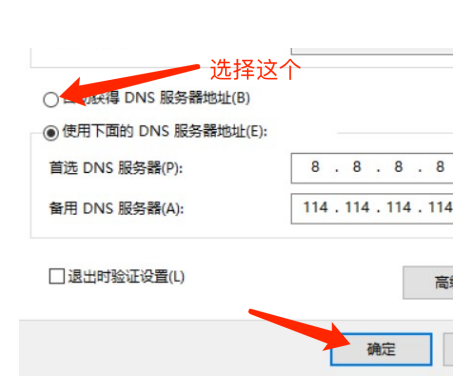 选择这个
自动获得 DNS 服务器地址(B)
使用下面的 DNS 服务器地址(E):
首选 DNS 服务器(P):
8 . 8 . 8 . 8
备用 DNS 服务器(A):
114 . 114 . 114 . 114
退出时验证设置(L)
高
确定